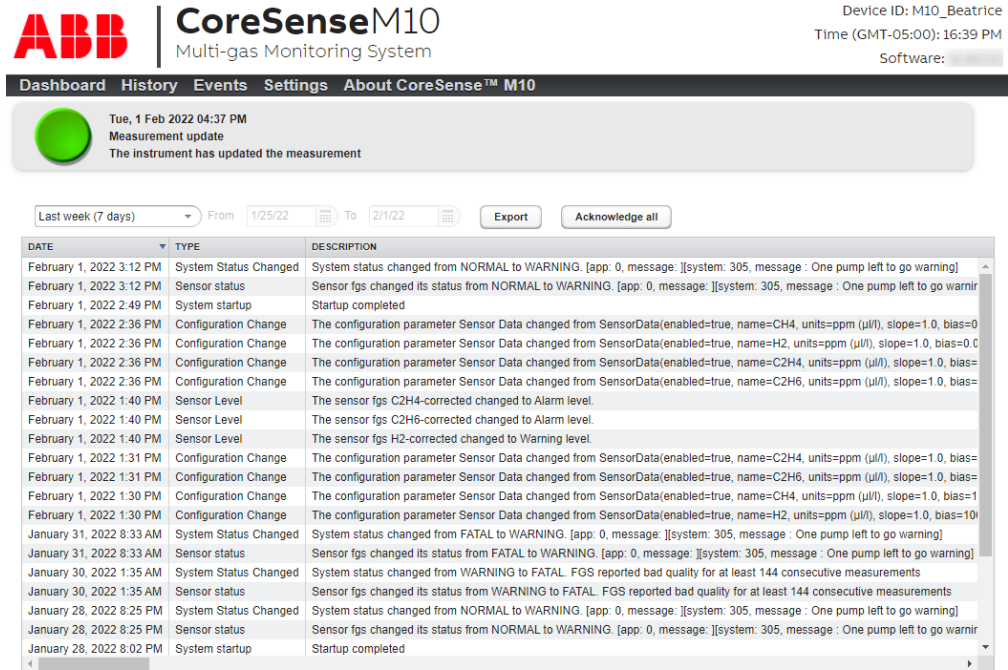 ABB
CoreSenseM10
Multi-gas Monitoring System
Device ID: M10_Beatrice
Time (GMT-05:00): 16:39 PM
Software:
Dashboard History Events Settings About CoreSense™ M10
Tue, 1 Feb 2022 04:37 PM
Measurement update
The instrument has updated the measurement
Last week (7 days) From 1/25/22 To 2/1/22 Export Acknowledge all
DATE TYPE DESCRIPTION
February 1, 2022 3:12 PM System Status Changed System status changed from NORMAL to WARNING. [app: 0, message: ][system: 305, message : One pump left to go warning]
February 1, 2022 3:12 PM Sensor status Sensor fgs changed its status from NORMAL to WARNING. [app: 0, message: ][system: 305, message : One pump left to go warnin
February 1, 2022 2:49 PM System startup Startup completed
February 1, 2022 2:36 PM Configuration Change The configuration parameter Sensor Data changed from SensorData(enabled=true, name=CH4, units=ppm (µl/l), slope=1.0, bias=0
February 1, 2022 2:36 PM Configuration Change The configuration parameter Sensor Data changed from SensorData(enabled=true, name=H2, units=ppm (µl/l), slope=1.0, bias=0.0
February 1, 2022 2:36 PM Configuration Change The configuration parameter Sensor Data changed from SensorData(enabled=true, name=C2H4, units=ppm (µl/l), slope=1.0, bias=
February 1, 2022 2:36 PM Configuration Change The configuration parameter Sensor Data changed from SensorData(enabled=true, name=C2H6, units=ppm (µl/l), slope=1.0, bias=
February 1, 2022 1:40 PM Sensor Level The sensor fgs C2H4-corrected changed to Alarm level.
February 1, 2022 1:40 PM Sensor Level The sensor fgs C2H6-corrected changed to Alarm level.
February 1, 2022 1:40 PM Sensor Level The sensor fgs H2-corrected changed to Warning level.
February 1, 2022 1:31 PM Configuration Change The configuration parameter Sensor Data changed from SensorData(enabled=true, name=C2H4, units=ppm (µl/l), slope=1.0, bias=
February 1, 2022 1:31 PM Configuration Change The configuration parameter Sensor Data changed from SensorData(enabled=true, name=C2H6, units=ppm (µl/l), slope=1.0, bias=
February 1, 2022 1:30 PM Configuration Change The configuration parameter Sensor Data changed from SensorData(enabled=true, name=CH4, units=ppm (µl/l), slope=1.0, bias=1
February 1, 2022 1:30 PM Configuration Change The configuration parameter Sensor Data changed from SensorData(enabled=true, name=H2, units=ppm (µl/l), slope=1.0, bias=10
January 31, 2022 8:33 AM System Status Changed System status changed from FATAL to WARNING. [app: 0, message: ][system: 305, message : One pump left to go warning]
January 31, 2022 8:33 AM Sensor status Sensor fgs changed its status from FATAL to WARNING. [app: 0, message: ][system: 305, message : One pump left to go warning]
January 30, 2022 1:35 AM System Status Changed System status changed from WARNING to FATAL. FGS reported bad quality for at least 144 consecutive measurements
January 30, 2022 1:35 AM Sensor status Sensor fgs changed its status from WARNING to FATAL. FGS reported bad quality for at least 144 consecutive measurements
January 28, 2022 8:25 PM System Status Changed System status changed from NORMAL to WARNING. [app: 0, message: ][system: 305, message : One pump left to go warning]
January 28, 2022 8:25 PM Sensor status Sensor fgs changed its status from NORMAL to WARNING. [app: 0, message: ][system: 305, message : One pump left to go warnin
January 28, 2022 8:02 PM System startup Startup completed